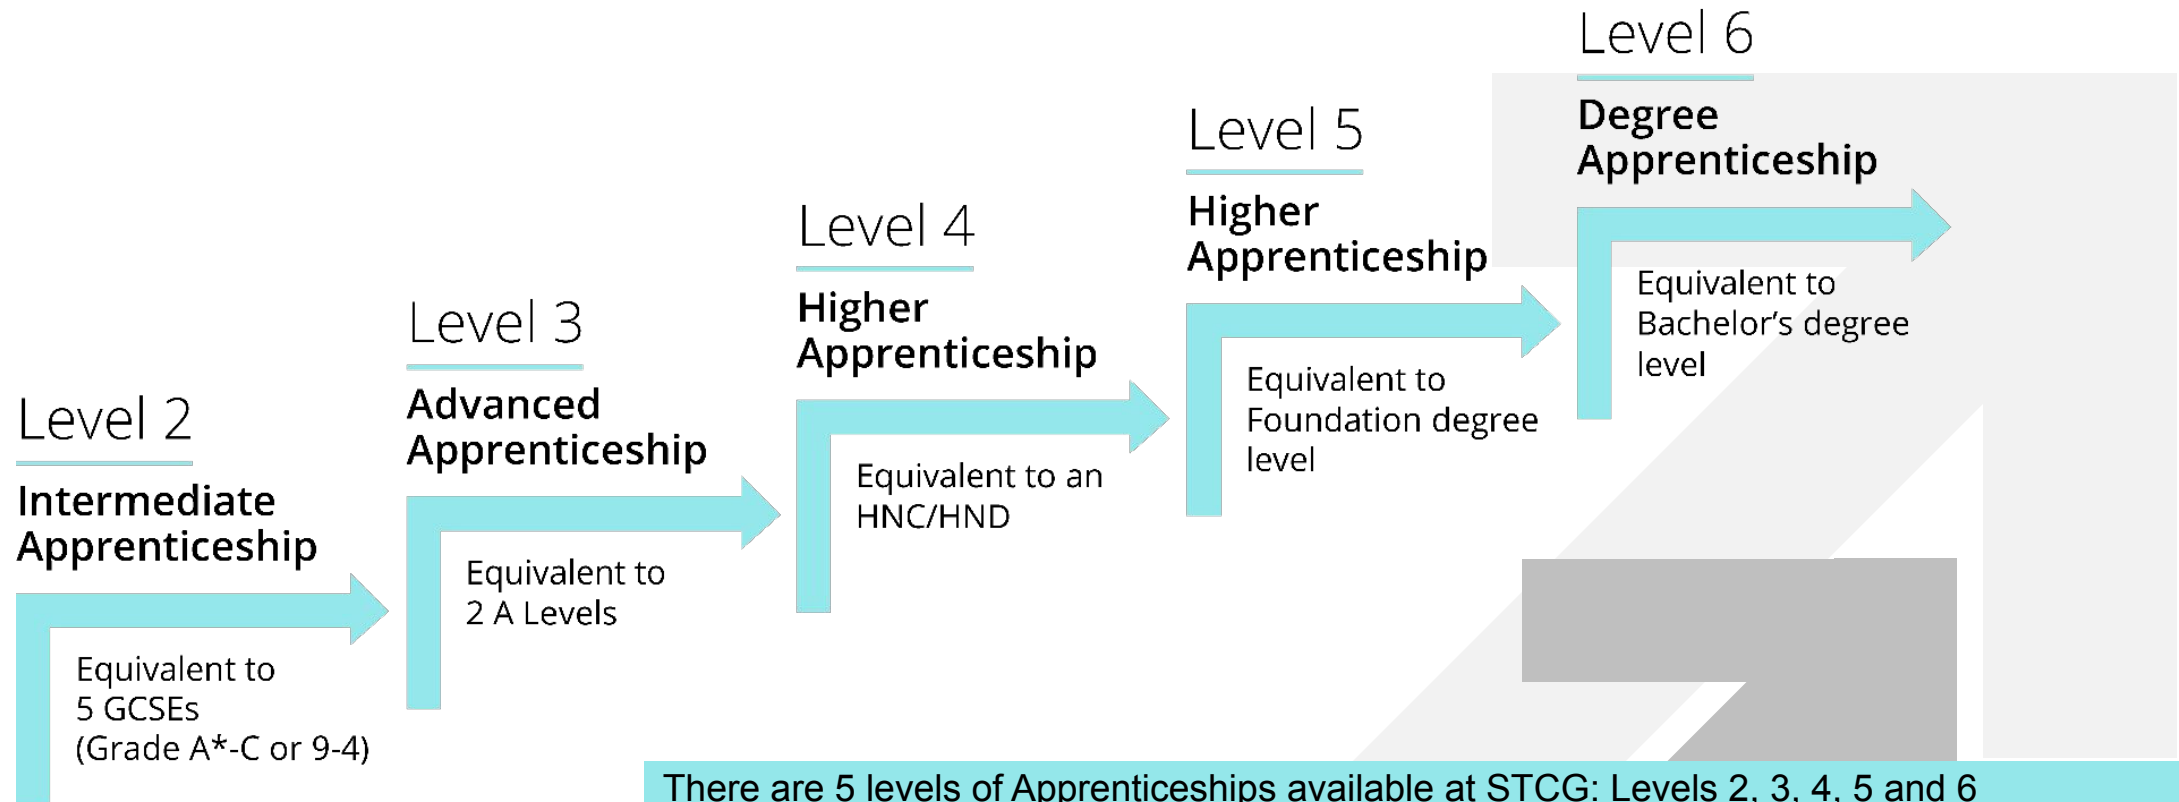 Level 2
Intermediate
Apprenticeship
Equivalent to
5 GCSEs
(Grade A*-C or 9-4)
Level 3
Advanced
Apprenticeship
Equivalent to
2 A Levels
Level 4
Higher
Apprenticeship
Equivalent to an
HNC/HND
Level 5
Higher
Apprenticeship
Equivalent to
Foundation degree
level
Level 6
Degree
Apprenticeship
Equivalent to
Bachelor’s degree
level
There are 5 levels of Apprenticeships available at STCG: Levels 2, 3, 4, 5 and 6